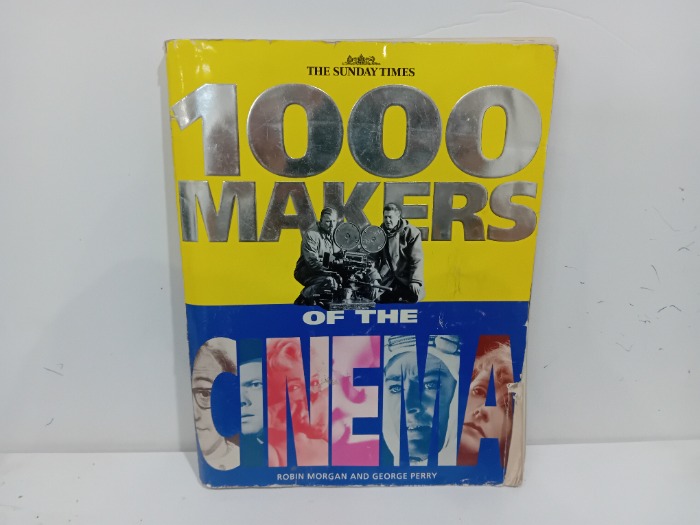 THE SUNDAY TIMES
1000
MAKERS
OF THE
CINEMA
ROBIN MORGAN AND GEORGE PERRY